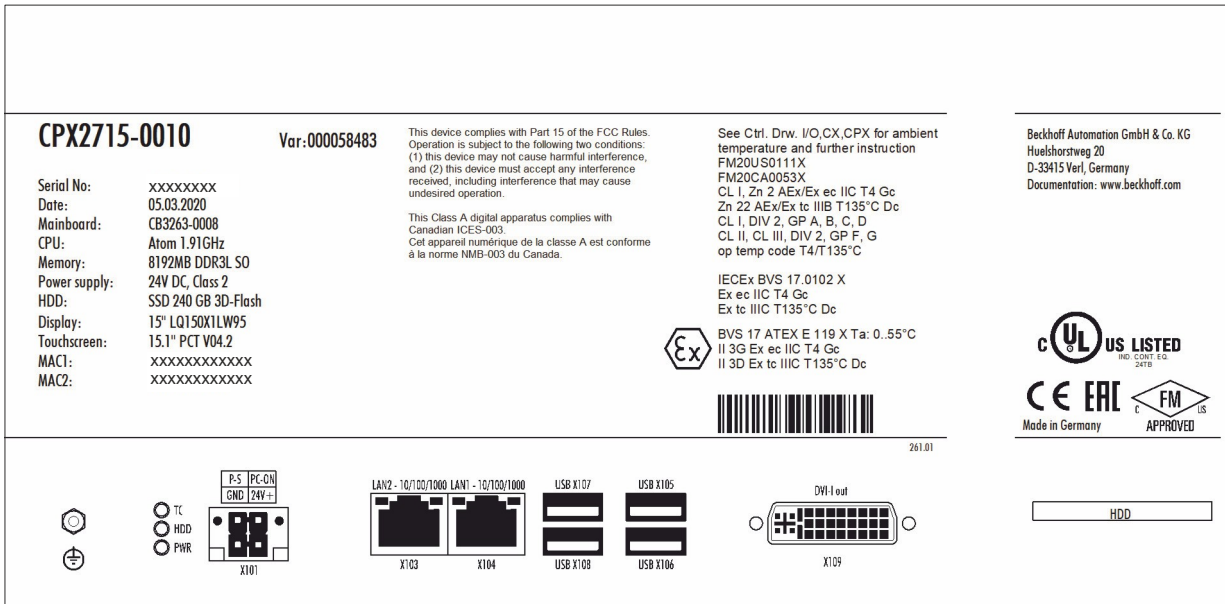 CPX2715-0010
Var:000058483
Serial No: XXXXXXXX
Date: 05.03.2020
Mainboard: CB3263-0008
CPU: Atom 1.91GHz
Memory: 8192MB DDR3L SO
Power supply: 24V DC, Class 2
HDD: SSD 240 GB 3D-Flash
Display: 15" LQ150X1LW95
Touchscreen: 15.1" PCT V04.2
MAC1: XXXXXXXXXXXX
MAC2: XXXXXXXXXXXX
This device complies with Part 15 of the FCC Rules.
Operation is subject to the following two conditions:
(1) this device may not cause harmful interference,
and (2) this device must accept any interference
received, including interference that may cause
undesired operation.
This Class A digital apparatus complies with
Canadian ICES-003.
Cet appareil numérique de la classe A est conforme
à la norme NMB-003 du Canada.
See Ctrl. Drw. I/O,CX,CPX for ambient
temperature and further instruction
FM20US0111X
FM20CA0053X
CL I, Zn 2 AEx/Ex ec IIC T4 Gc
Zn 22 AEx/Ex tc IIIB T135°C Dc
CL I, DIV 2, GP A, B, C, D
CL II, CL III, DIV 2, GP F, G
op temp code T4/T135°C
IECEx BVS 17.0102 X
Ex ec IIC T4 Gc
Ex tc IIIC T135°C Dc
Ex
BVS 17 ATEX E 119 X Ta: 0..55°C
II 3G Ex ec IIC T4 Gc
II 3D Ex tc IIIC T135°C Dc
261.01
Beckhoff Automation GmbH & Co. KG
Huelshorstweg 20
D-33415 Verl, Germany
Documentation: www.beckhoff.com
C UL US LISTED
IND. CONT. EQ.
24TB
CE EAC C FM US
Made in Germany
APPROVED
TC
HDD
PWR
P-S PC-ON
GND 24V+
X101
LAN2 - 10/100/1000 LAN1 - 10/100/1000
X103 X104
USB X107 USB X105
USB X108 USB X106
DVI-I out
X109
HDD